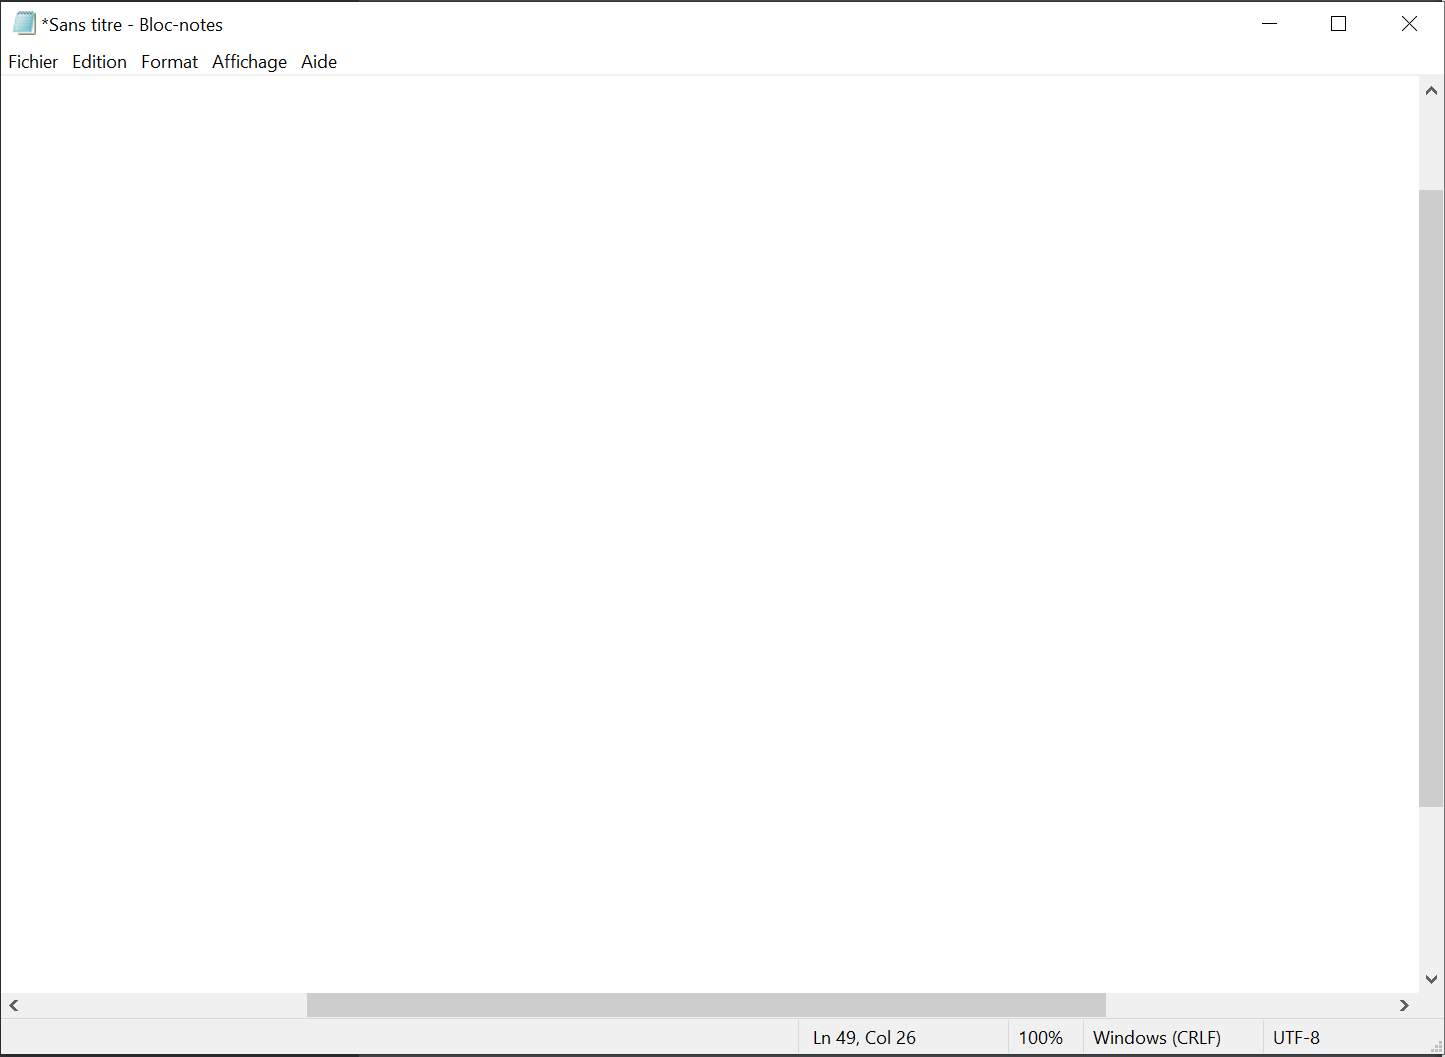 *Sans titre - Bloc-notes
Fichier Edition Format Affichage Aide
Ln 49, Col 26 100% Windows (CRLF) UTF-8